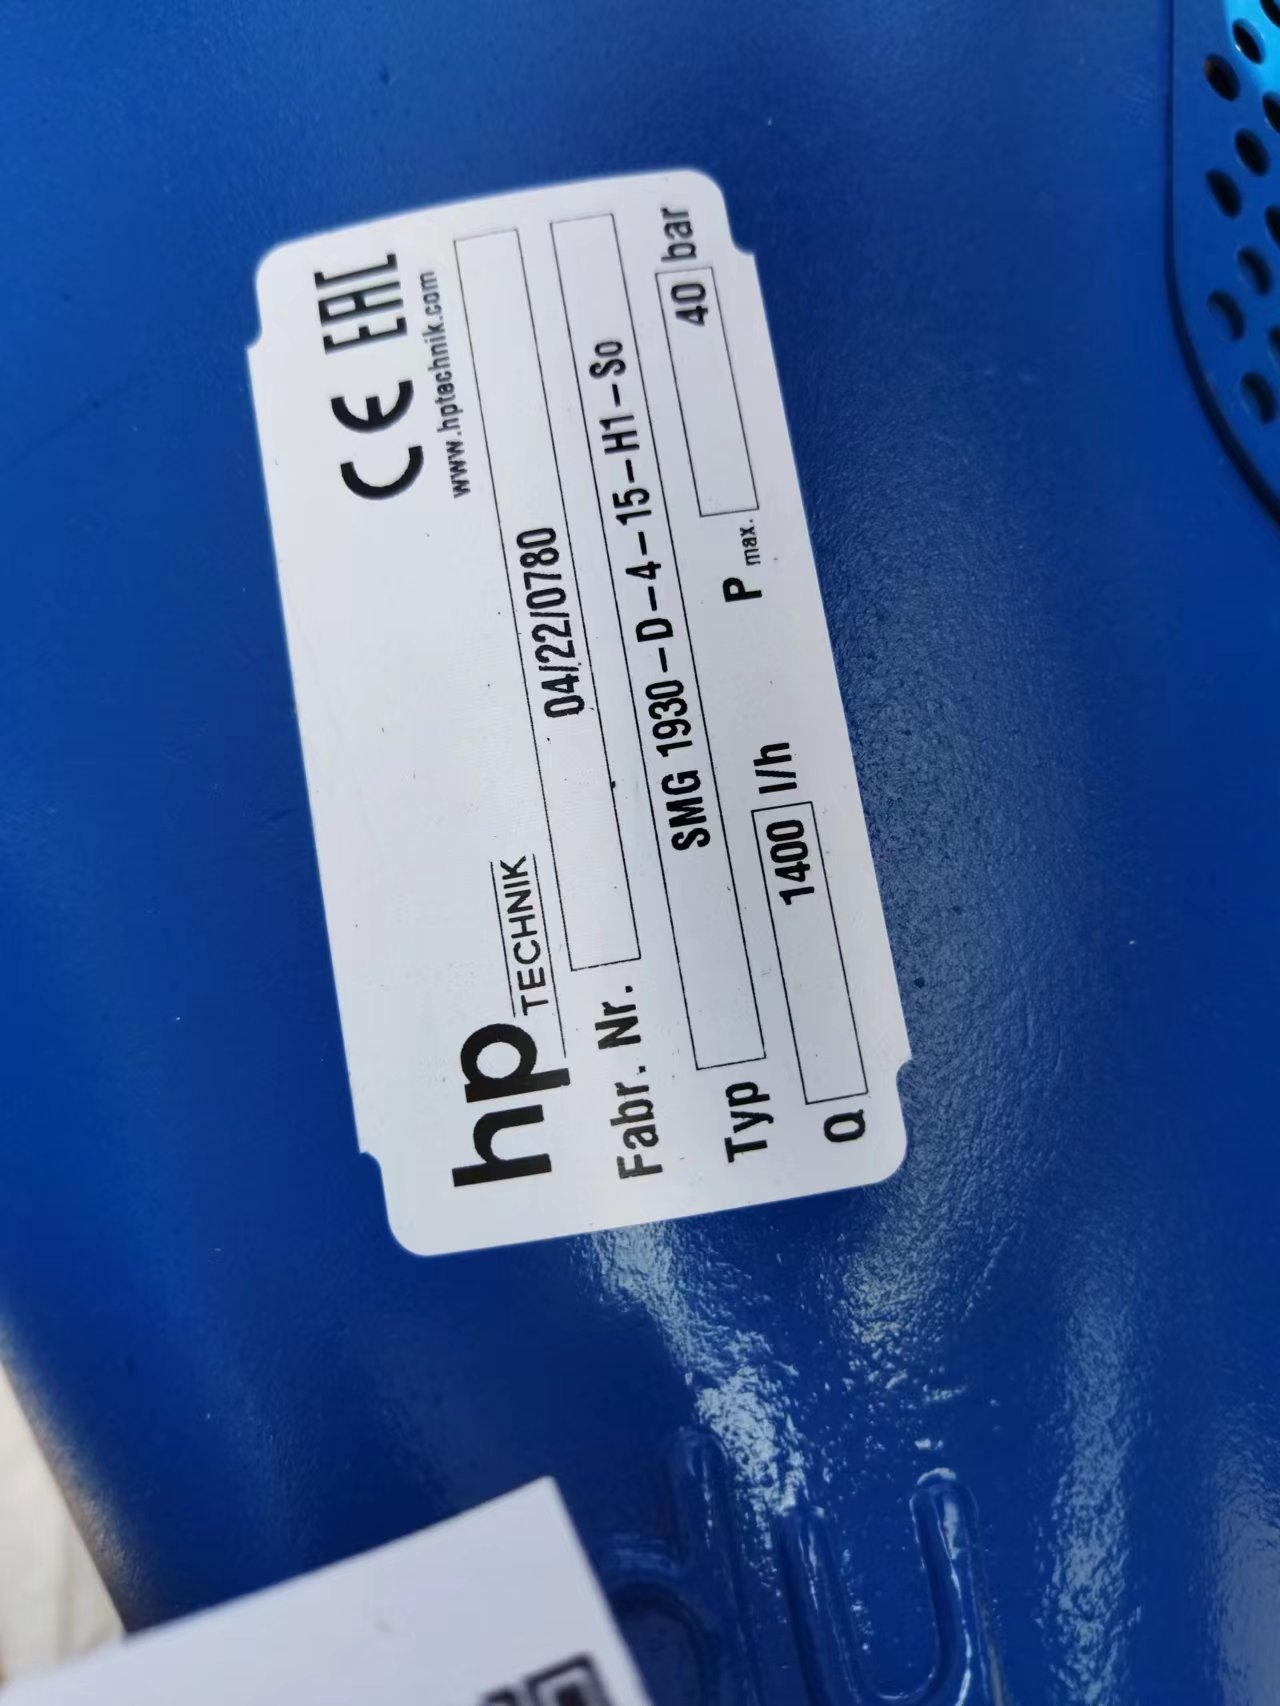 CE EAC
www.hptechnik.com
hp TECHNIK
Fabr. Nr. 04/22/0780
Typ SMG 1930-D-4-15-H1-So
Q 1400 l/h P max. 40 bar